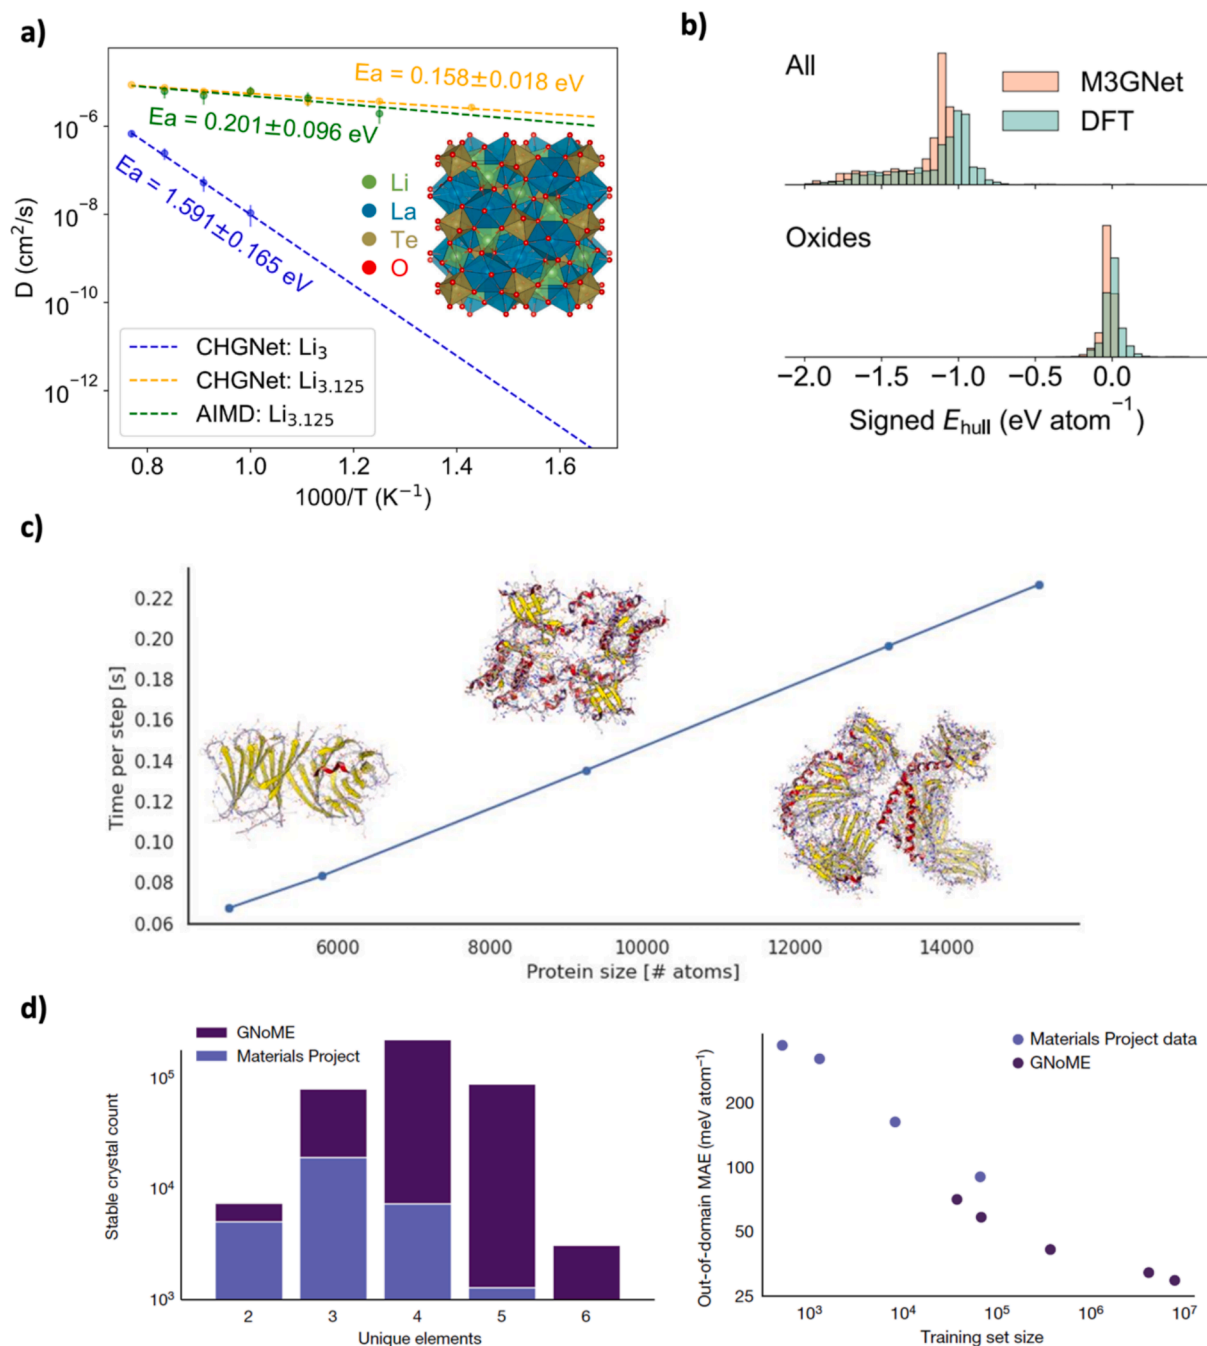 a)
Ea = 0.158±0.018 eV
Ea = 0.201±0.096 eV
Ea = 1.591±0.165 eV
Li
La
Te
O
CHGNet: Li₃
CHGNet: Li₃.₁₂₅
AIMD: Li₃.₁₂₅
10⁻⁶
10⁻⁸
10⁻¹⁰
10⁻¹²
D (cm²/s)
0.8 1.0 1.2 1.4 1.6
1000/T (K⁻¹)
b)
All
M3GNet
DFT
Oxides
−2.0 −1.5 −1.0 −0.5 0.0
Signed E_hull (eV atom⁻¹)
c)
0.22
0.20
0.18
0.16
0.14
0.12
0.10
0.08
0.06
Time per step [s]
6000 8000 10000 12000 14000
Protein size [# atoms]
d)
GNoME
Materials Project
10⁵
10⁴
10³
Stable crystal count
2 3 4 5 6
Unique elements
Materials Project data
GNoME
200
100
50
25
Out-of-domain MAE (meV atom⁻¹)
10³ 10⁴ 10⁵ 10⁶ 10⁷
Training set size